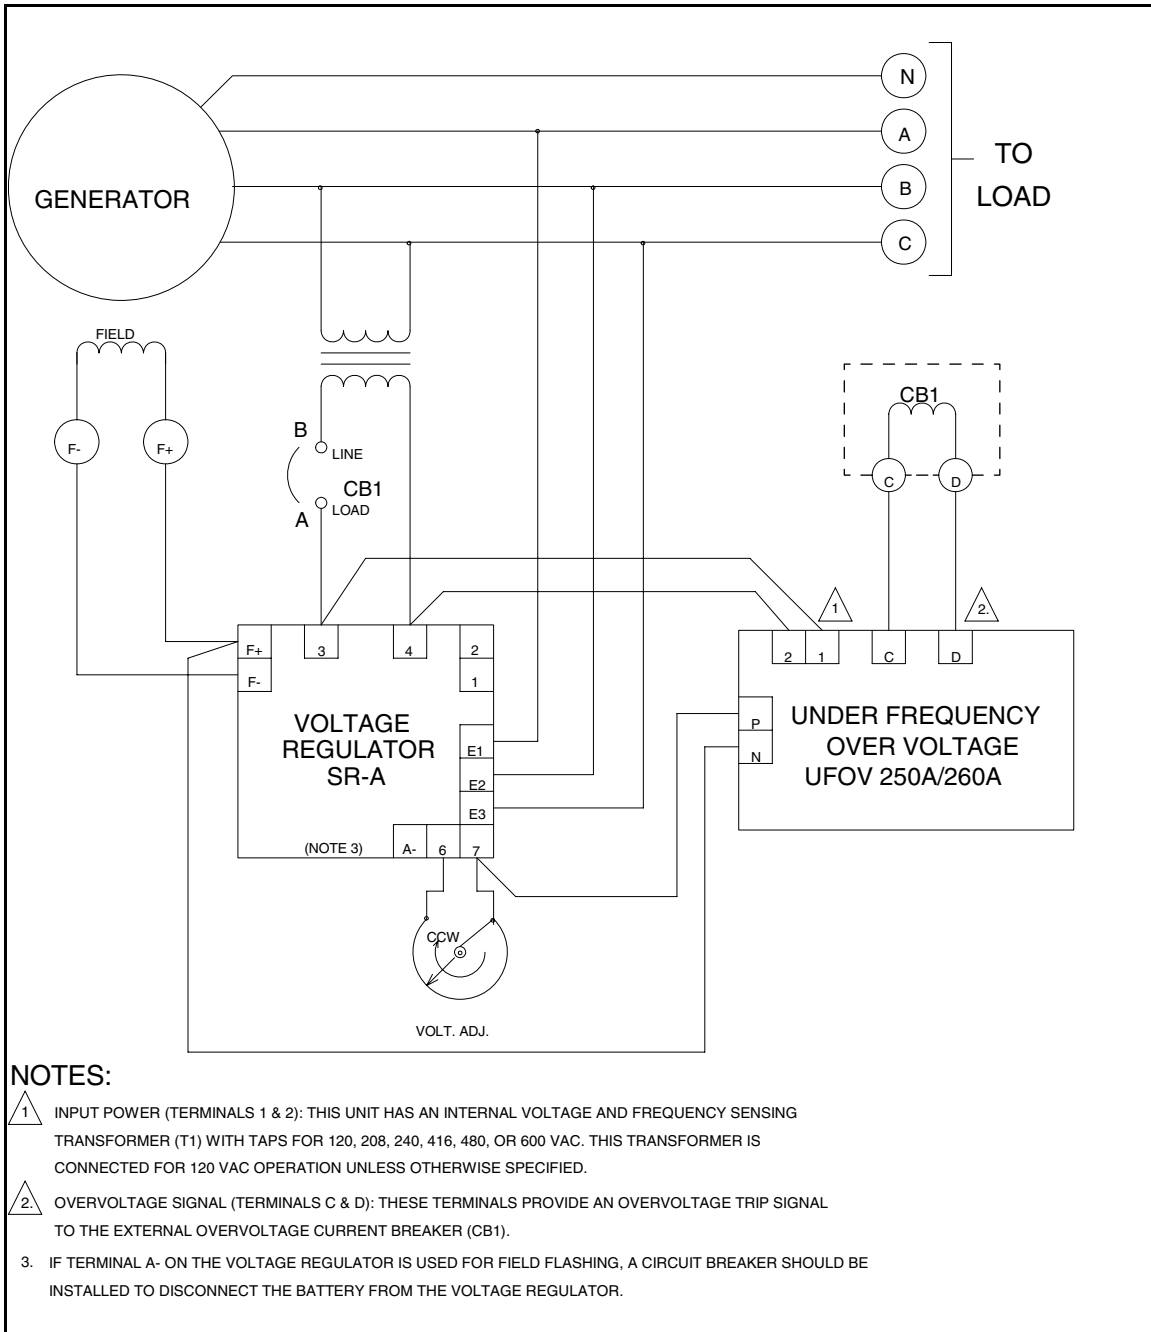 N
A
TO
B
GENERATOR
LOAD
C
FIELD
CB1
B
F-
F+
LINE
CB1
C
D
A
LOAD
1
2.
F+
3
4
2
2
1
C
D
F-
1
VOLTAGE
REGULATOR
SR-A
P
UNDER FREQUENCY
OVER VOLTAGE
UFOV 250A/260A
N
E1
E2
E3
(NOTE 3)
A-
6
7
CCW
VOLT. ADJ.
NOTES:
1 INPUT POWER (TERMINALS 1 & 2): THIS UNIT HAS AN INTERNAL VOLTAGE AND FREQUENCY SENSING
TRANSFORMER (T1) WITH TAPS FOR 120, 208, 240, 416, 480, OR 600 VAC. THIS TRANSFORMER IS
CONNECTED FOR 120 VAC OPERATION UNLESS OTHERWISE SPECIFIED.
2. OVERVOLTAGE SIGNAL (TERMINALS C & D): THESE TERMINALS PROVIDE AN OVERVOLTAGE TRIP SIGNAL
TO THE EXTERNAL OVERVOLTAGE CURRENT BREAKER (CB1).
3. IF TERMINAL A- ON THE VOLTAGE REGULATOR IS USED FOR FIELD FLASHING, A CIRCUIT BREAKER SHOULD BE
INSTALLED TO DISCONNECT THE BATTERY FROM THE VOLTAGE REGULATOR.